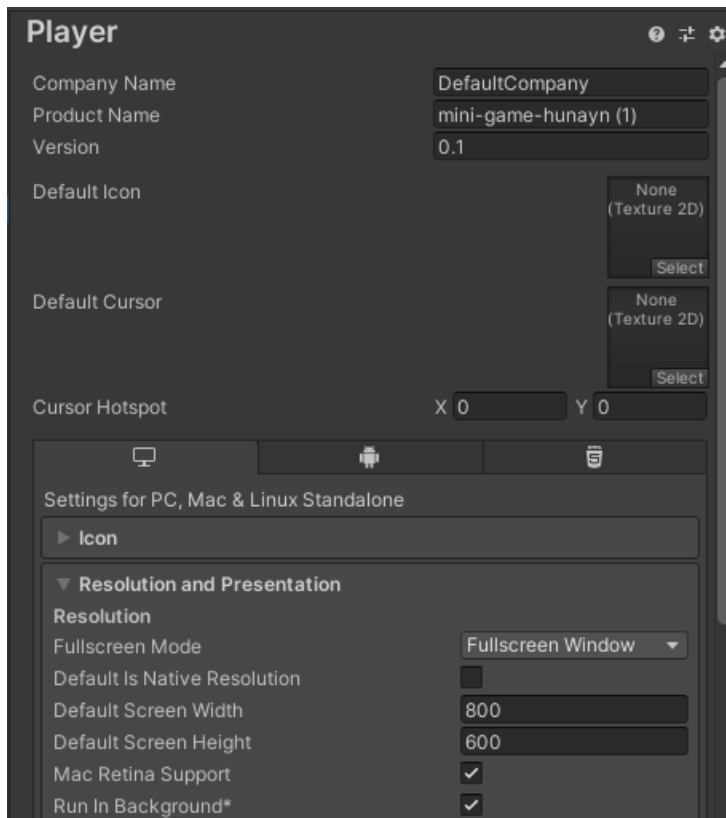 Player
Company Name DefaultCompany
Product Name mini-game-hunayn (1)
Version 0.1
Default Icon None
(Texture 2D)
Select
Default Cursor None
(Texture 2D)
Select
Cursor Hotspot X 0 Y 0
Settings for PC, Mac & Linux Standalone
Icon
Resolution and Presentation
Resolution
Fullscreen Mode Fullscreen Window
Default Is Native Resolution
Default Screen Width 800
Default Screen Height 600
Mac Retina Support
Run In Background*